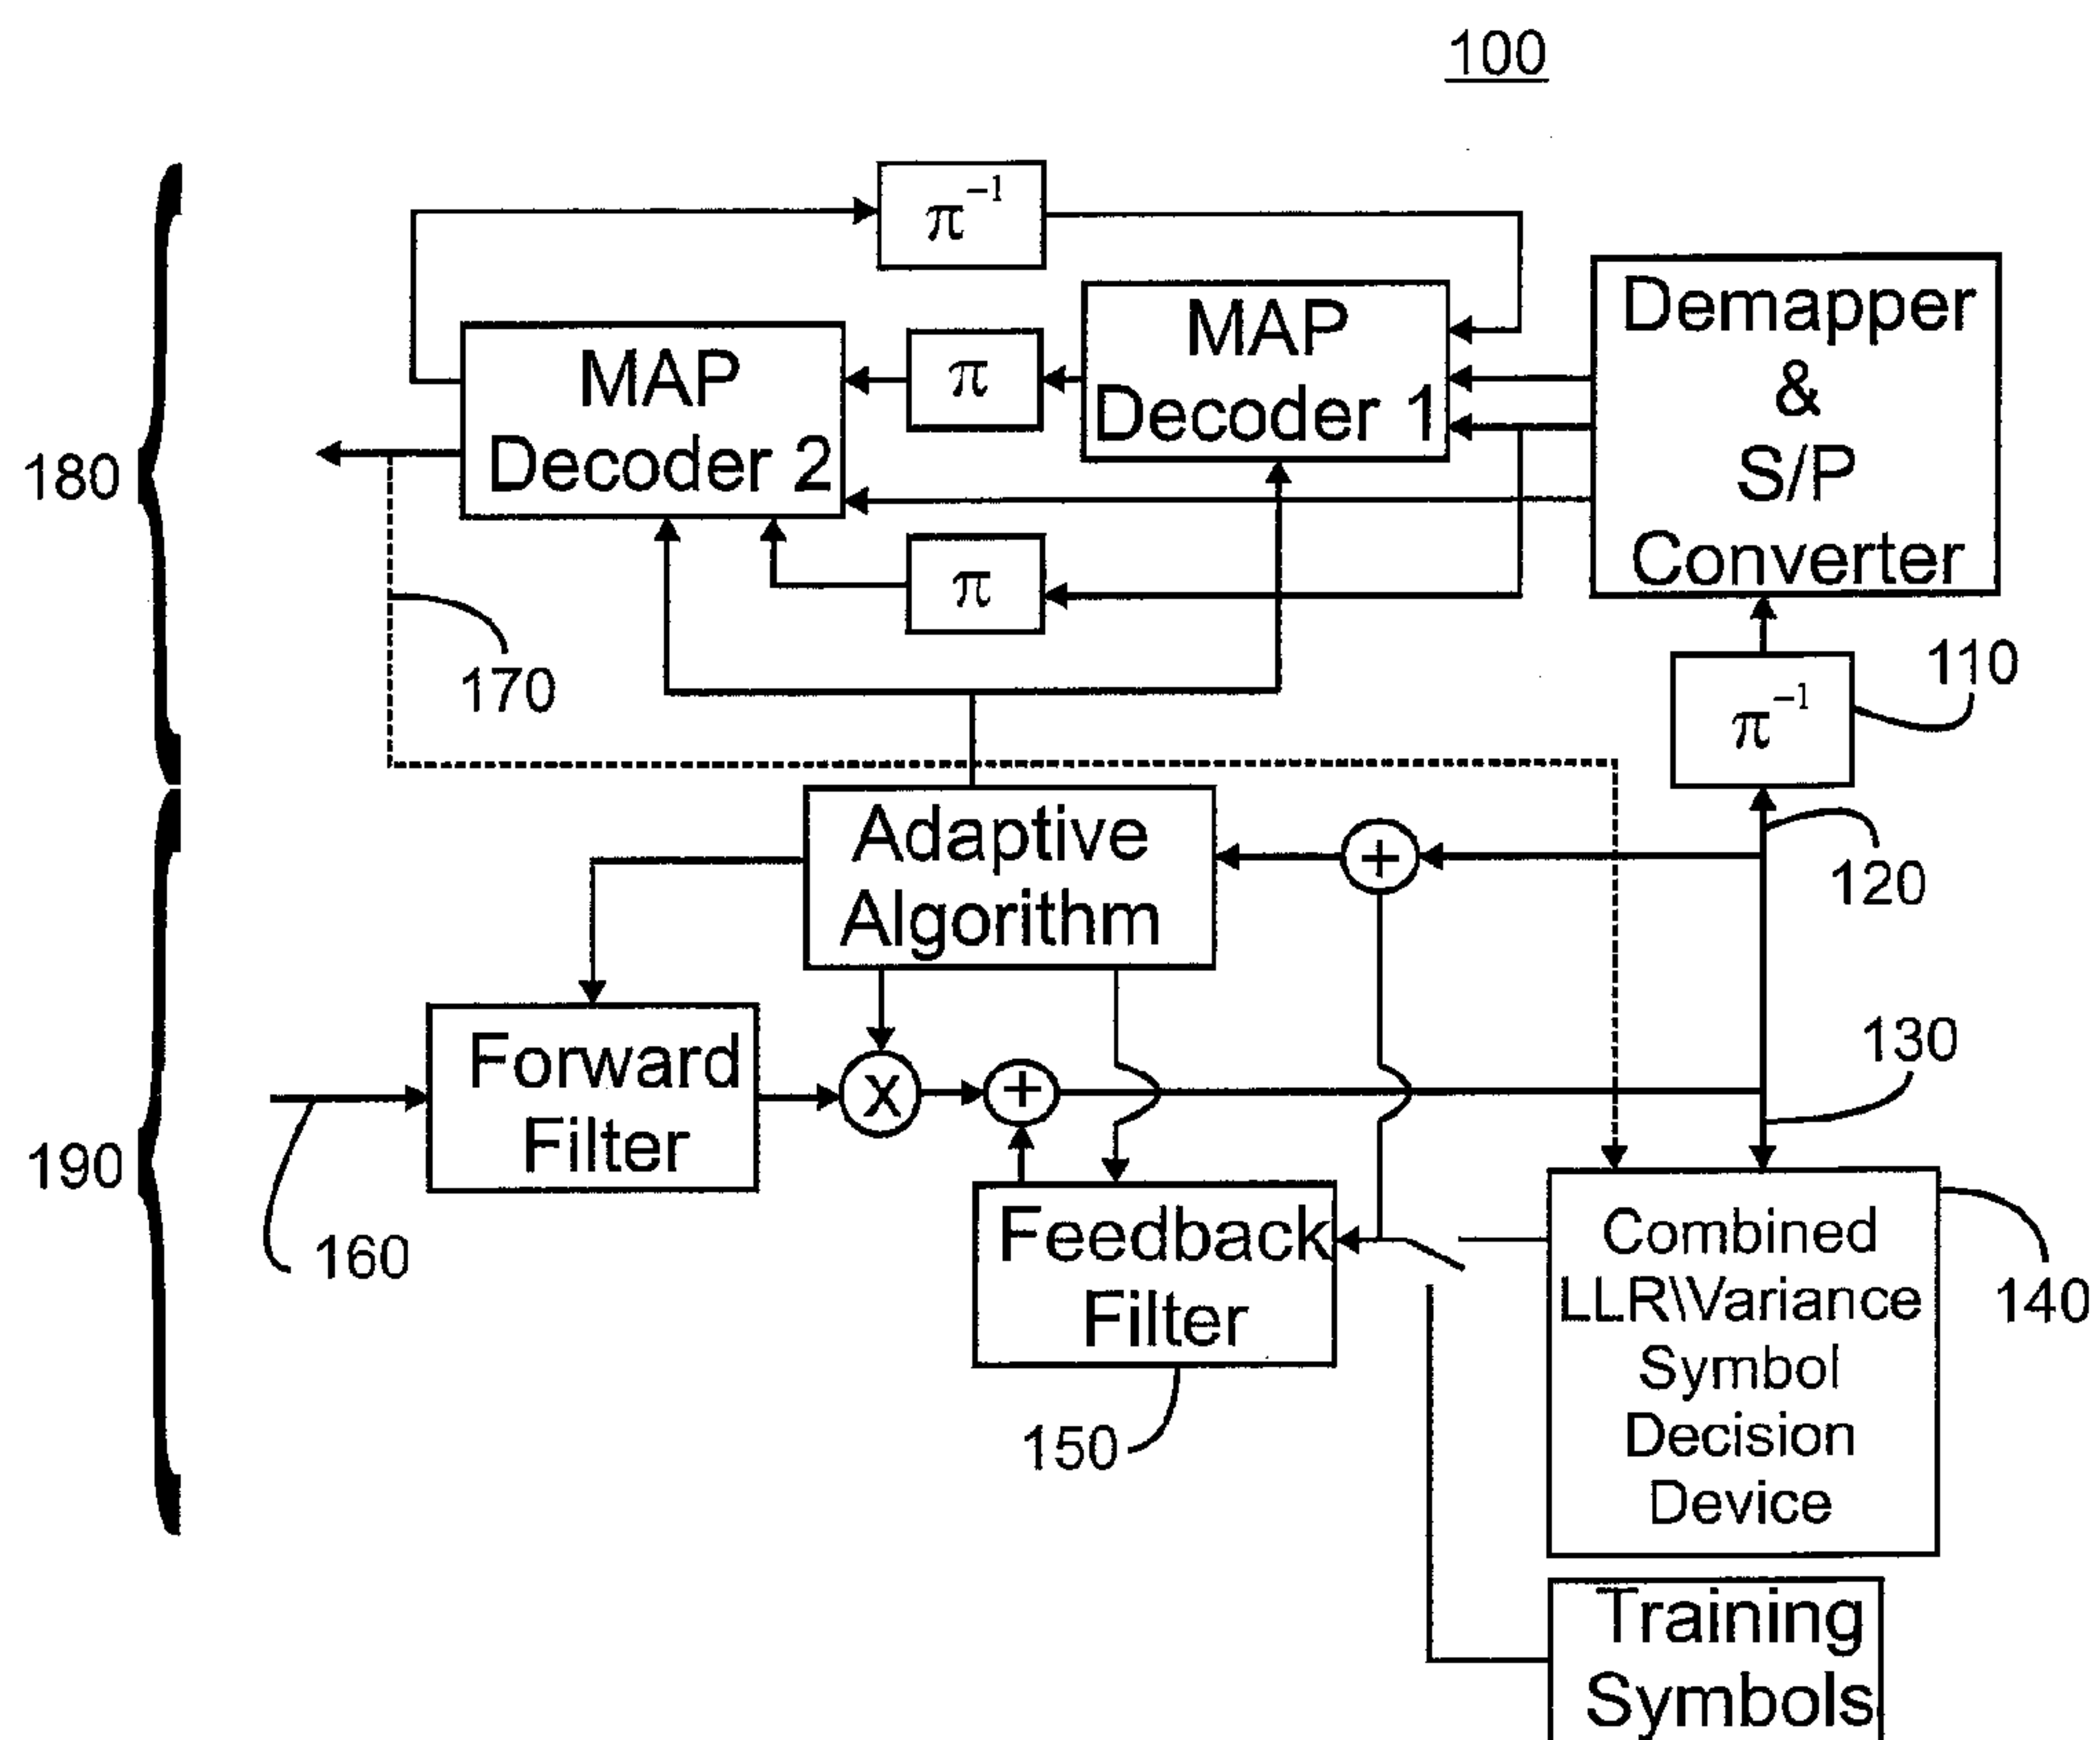 100
π⁻¹
Demapper
&
S/P
Converter
MAP
Decoder 1
π
MAP
Decoder 2
180
π
170
110
π⁻¹
120
Adaptive
Algorithm
+
130
Forward
Filter
X
+
190
160
Feedback
Filter
150
Combined
LLR\Variance
Symbol
Decision
Device
140
Training
Symbols